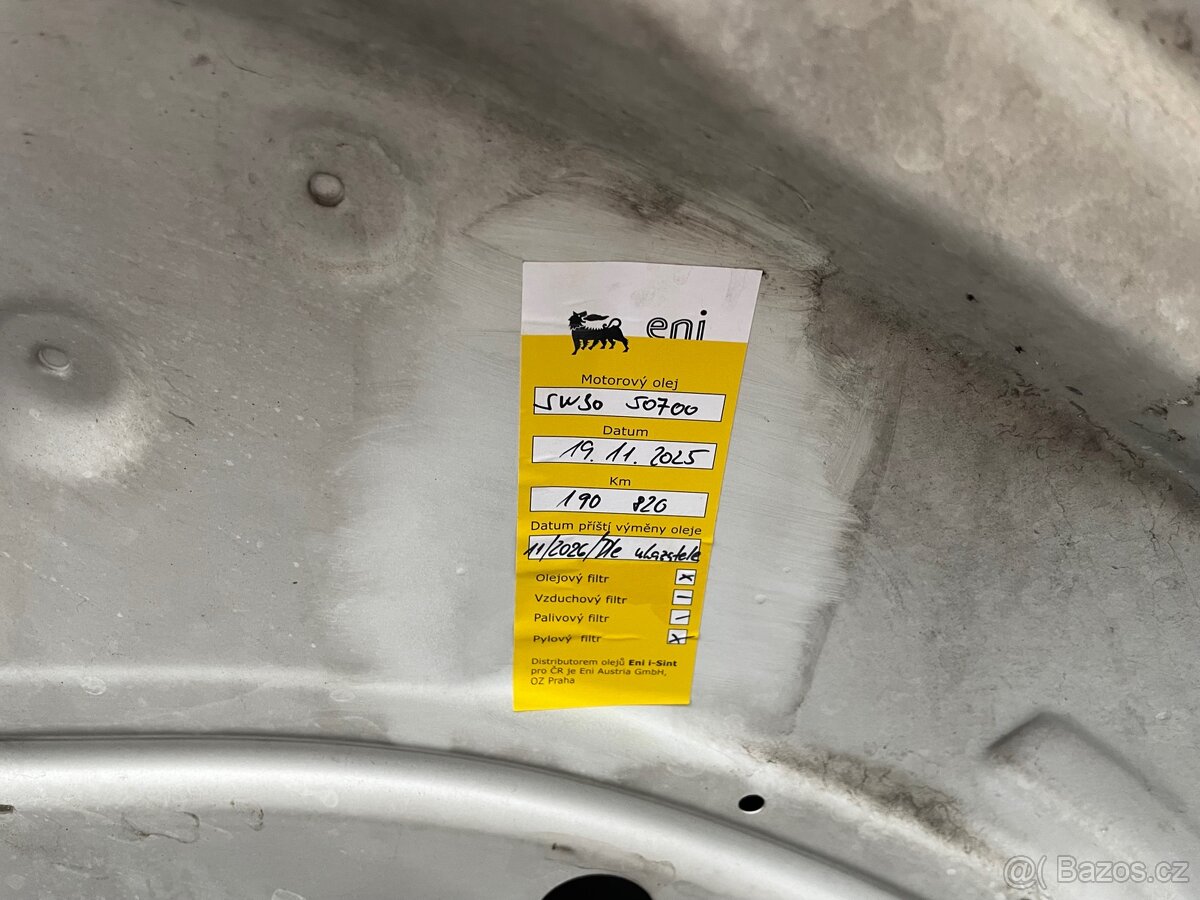 eni
Motorový olej
5W30 50700
Datum
19. 11. 2025
Km
190 820
Datum příští výměny oleje
11/2026/Dle ukazatele
Olejový filtr x
Vzduchový filtr –
Palivový filtr –
Pylový filtr x
Distributorem olejů Eni i-Sint
pro ČR je Eni Austria GmbH,
OZ Praha
@( Bazos.cz